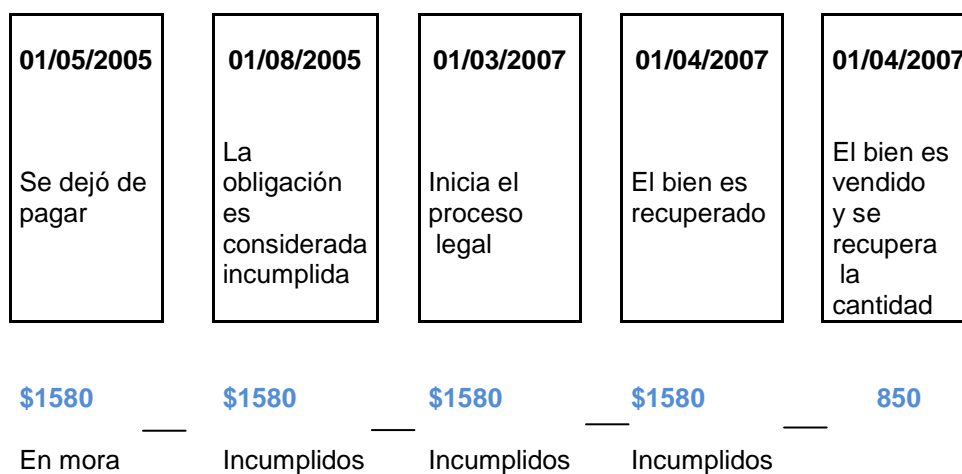 01/05/2005
Se dejó de
pagar
01/08/2005
La
obligación
es
considerada
incumplida
01/03/2007
Inicia el
proceso
legal
01/04/2007
El bien es
recuperado
01/04/2007
El bien es
vendido
y se
recupera
la
cantidad
$1580
$1580
$1580
$1580
850
En mora
Incumplidos
Incumplidos
Incumplidos